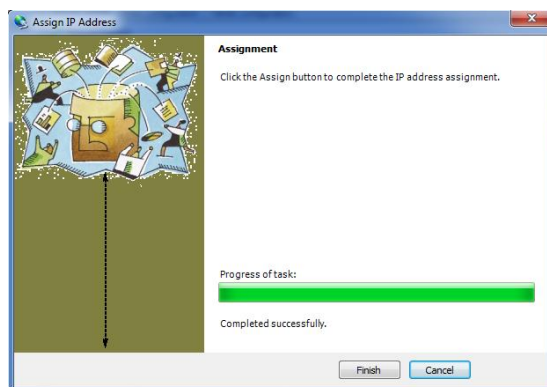 Assign IP Address
Assignment
Click the Assign button to complete the IP address assignment.
Progress of task:
Completed successfully.
Finish
Cancel